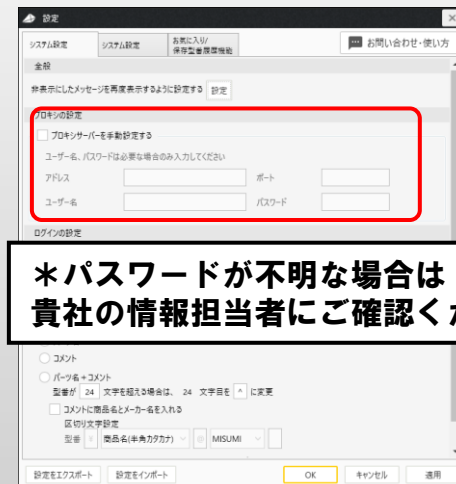 設定
システム設定 システム設定 お気に入り/
保存型番履歴機能 お問い合わせ・使い方
全般
非表示にしたメッセージを再度表示するように設定する 設定
プロキシの設定
プロキシサーバーを手動設定する
ユーザー名、パスワードは必要な場合のみ入力してください
アドレス ポート
ユーザー名 パスワード
ログインの設定
＊パスワードが不明な場合は
貴社の情報担当者にご確認くだ
コメント
パーツ名+コメント
型番が 24 文字を超える場合は、 24 文字目を ^ に変更
コメントに商品名とメーカー名を入れる
区切り文字設定
型番 商品名(半角カタカナ) MISUMI
設定をエクスポート 設定をインポート OK キャンセル 適用